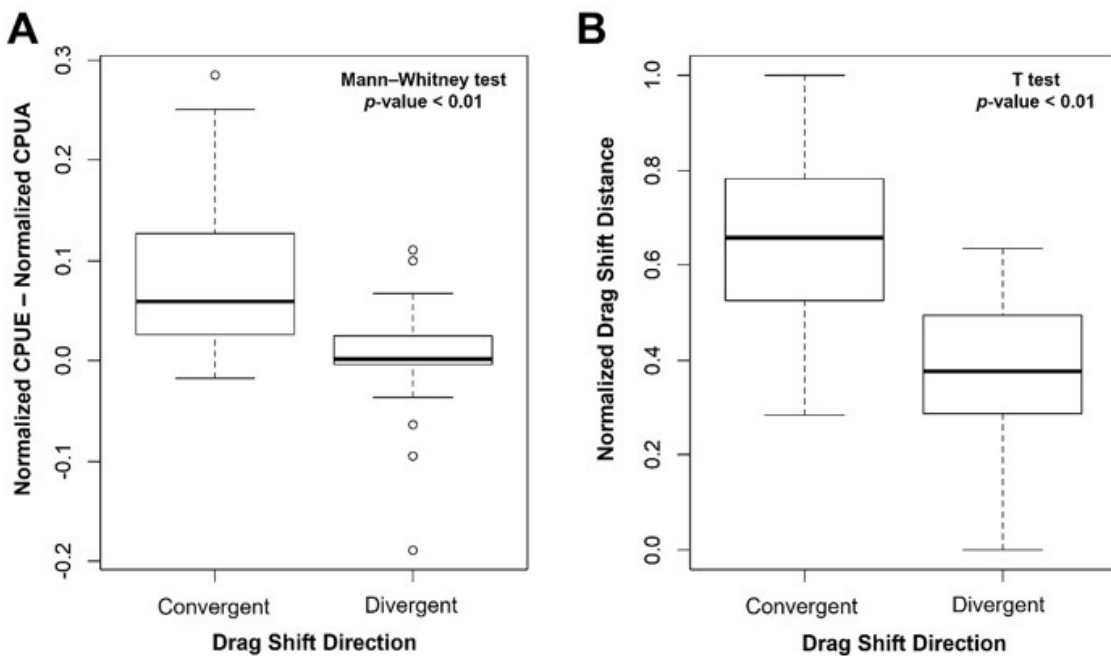 A
Normalized CPUE – Normalized CPUA
0.3
0.2
0.1
0.0
-0.1
-0.2
Mann–Whitney test
p-value < 0.01
Convergent
Divergent
Drag Shift Direction
B
Normalized Drag Shift Distance
1.0
0.8
0.6
0.4
0.2
0.0
T test
p-value < 0.01
Convergent
Divergent
Drag Shift Direction